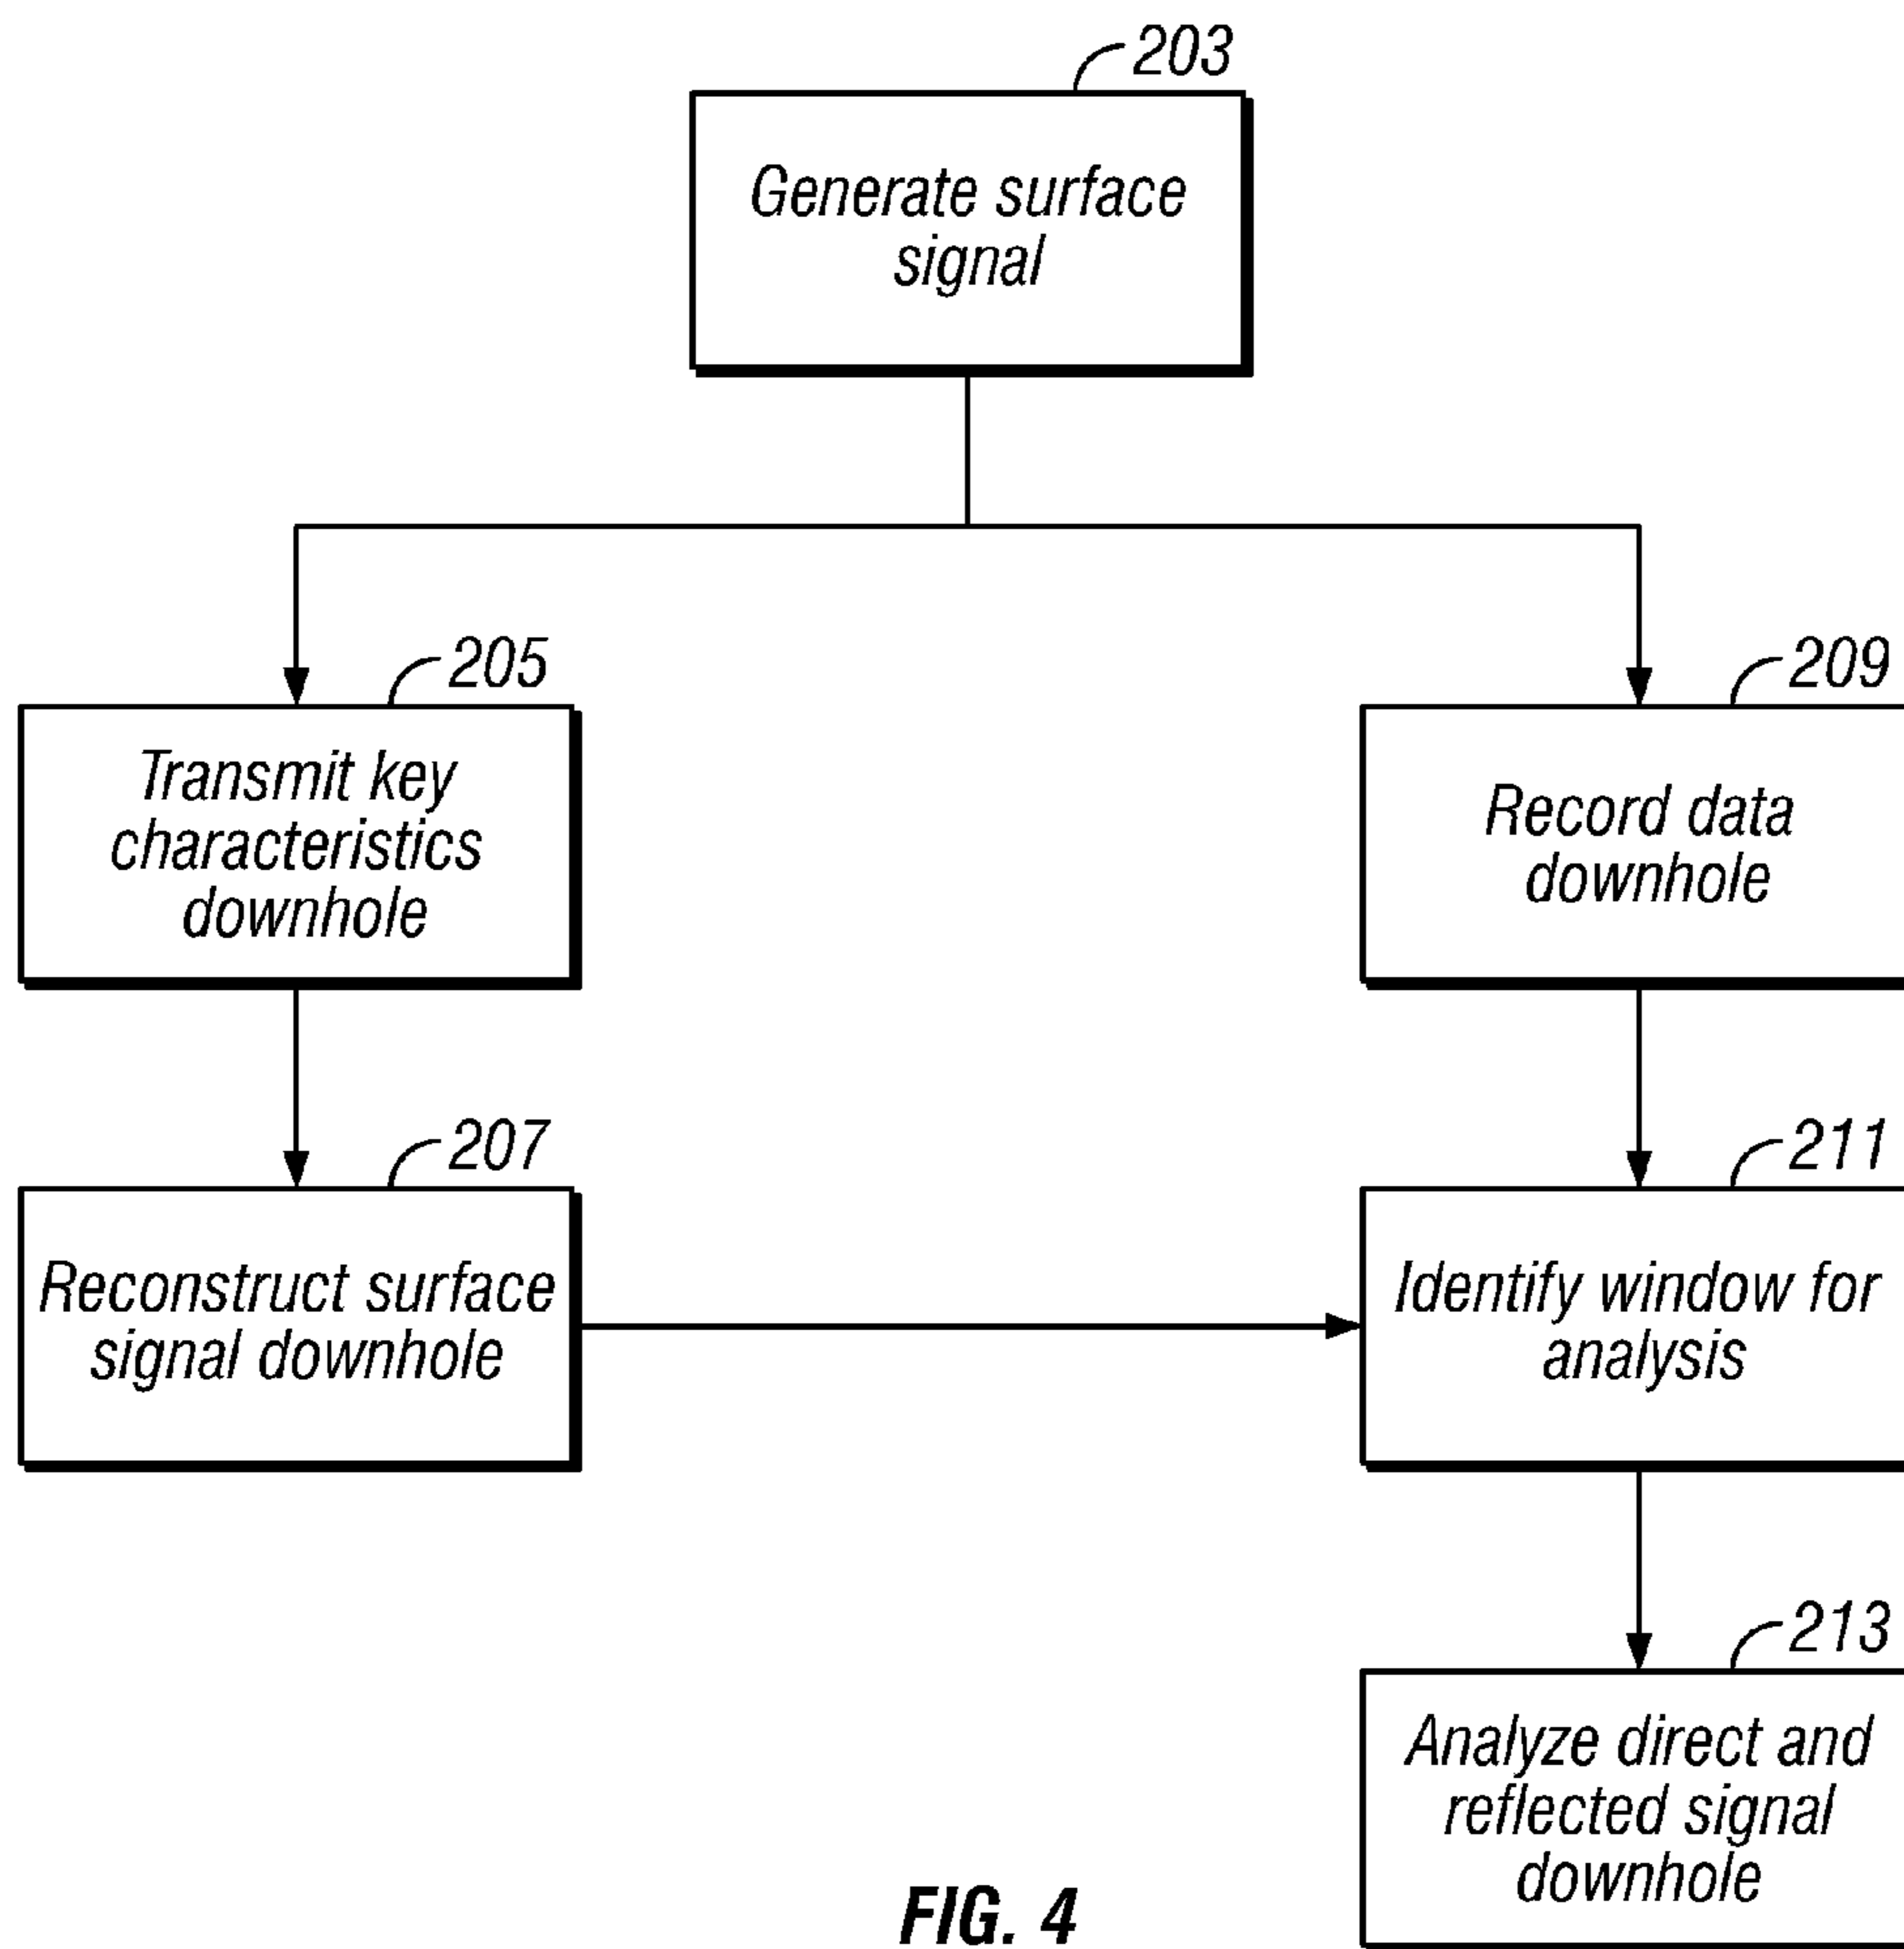 203
Generate surface
signal
205
Transmit key
characteristics
downhole
209
Record data
downhole
207
Reconstruct surface
signal downhole
211
Identify window for
analysis
213
Analyze direct and
reflected signal
downhole
FIG. 4